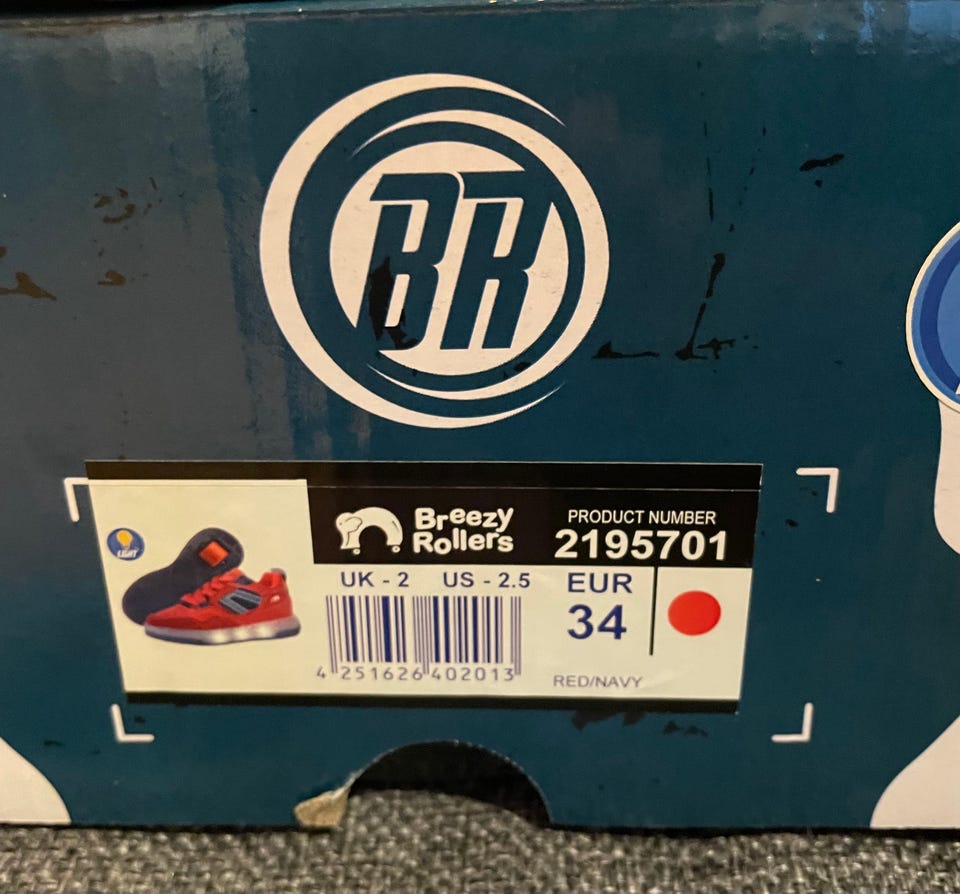 BR
LIGHT
Breezy
Rollers
PRODUCT NUMBER
2195701
UK - 2 US - 2.5
EUR
34
4 251626 402013
RED/NAVY